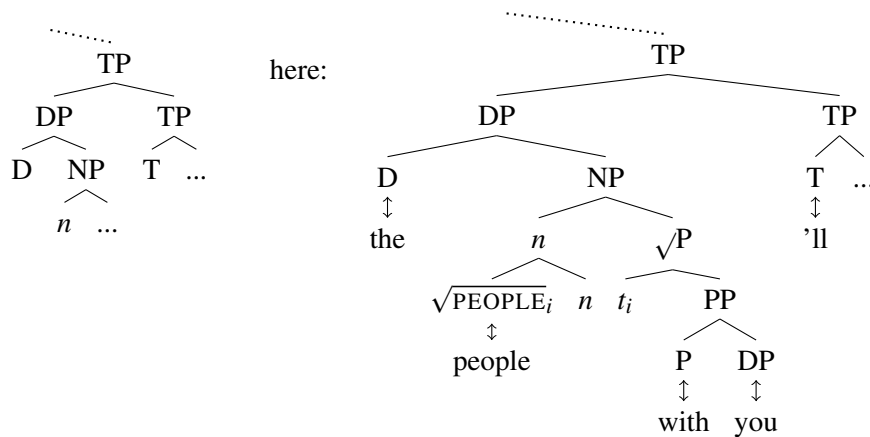 TP here: TP
DP TP DP TP
D NP T ... D NP T ...
↕ ↕
n ... the n √P 'll
√PEOPLEi n ti PP
↕
people P DP
↕ ↕
with you